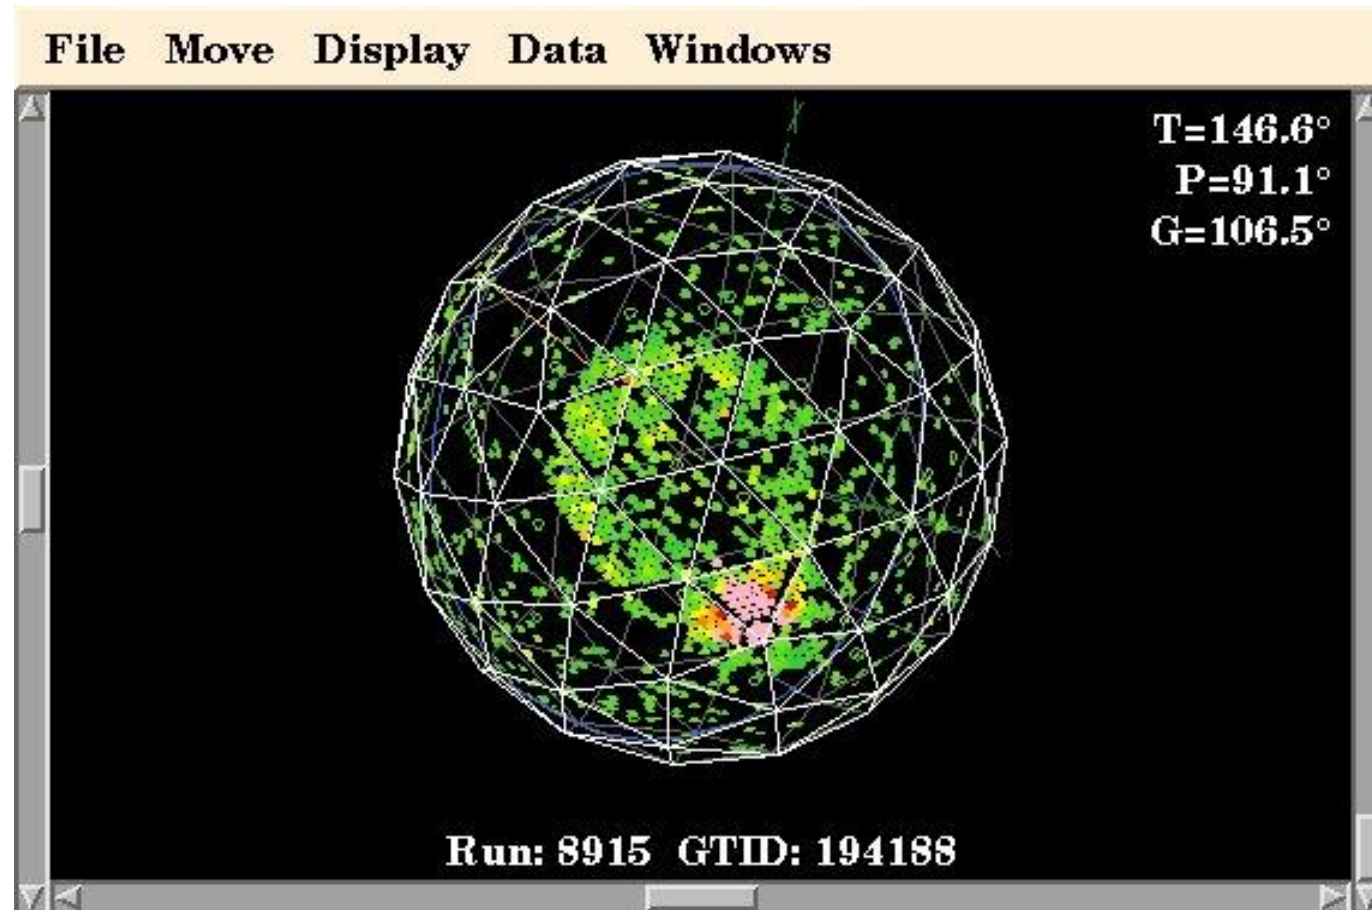 File Move Display Data Windows
T=146.6°
P=91.1°
G=106.5°
Run: 8915 GTID: 194188